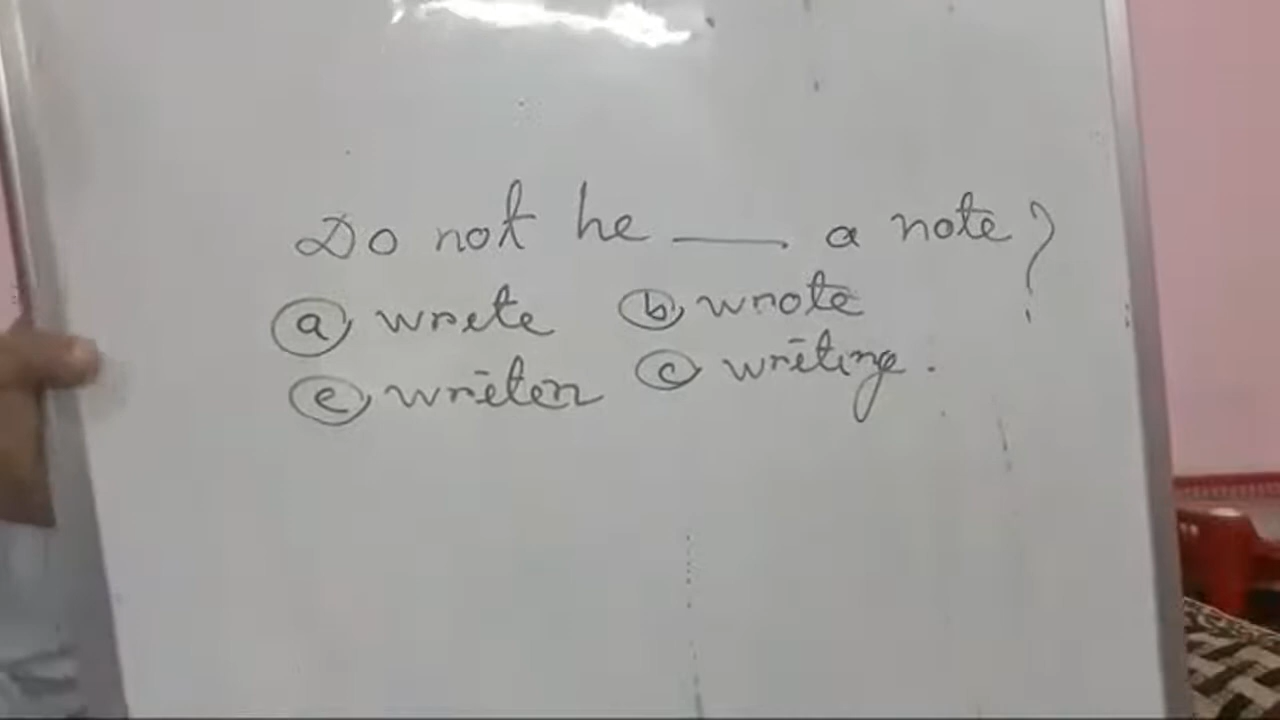 Do not he ___ a note?
(a) write (b) wrote
(e) writen (c) writing.